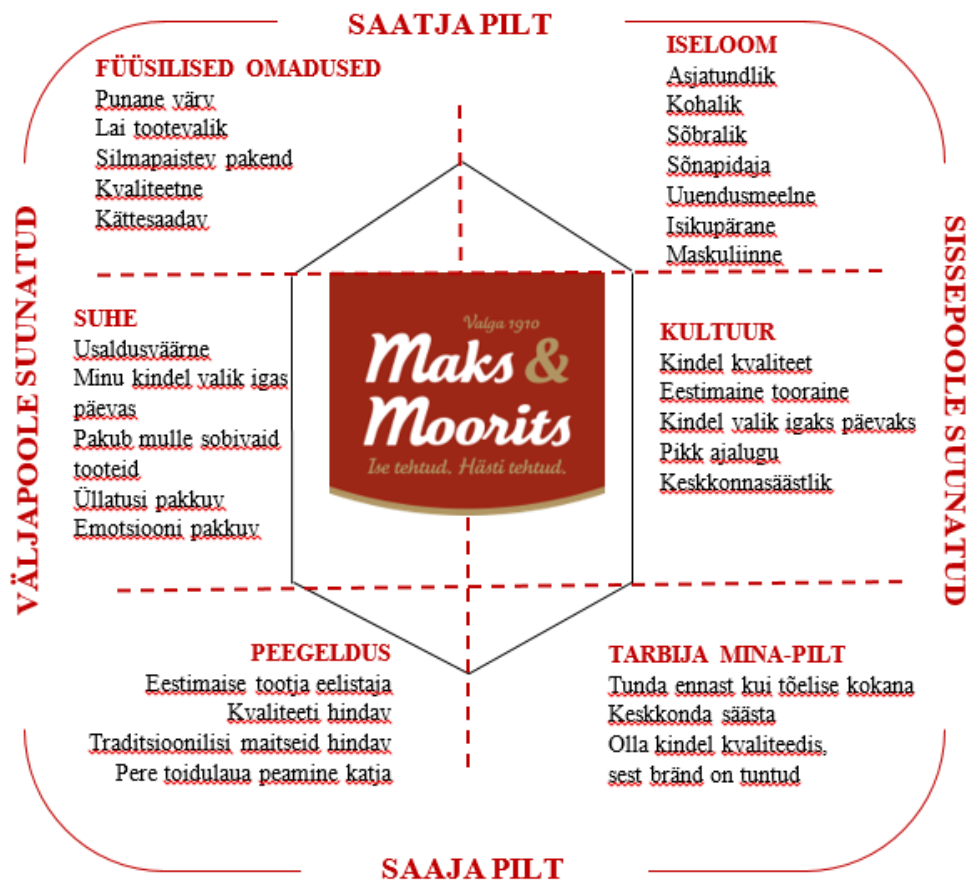 SAATJA PILT
FÜÜSILISED OMADUSED
Punane värv
Lai tootevalik
Silmapaistev pakend
Kvaliteetne
Kättesaadav
ISELOOM
Asjatundlik
Kohalik
Sõbralik
Sõnapidaja
Uuendusmeelne
Isikupärane
Maskuliinne
VÄLJAPOOLE SUUNATUD
SISSSEPOOLE SUUNATUD
SUHE
Usaldusväärne
Minu kindel valik igas
päevas
Pakub mulle sobivaid
tooteid
Üllatusi pakkuv
Emotsiooni pakkuv
Valga 1910
Maks &
Moorits
Ise tehtud. Hästi tehtud.
KULTUUR
Kindel kvaliteet
Eestimaine tooraine
Kindel valik igaks päevaks
Pikk ajalugu
Keskkonnasäästlik
PEEGELDUS
Eestimaise tootja eelistaja
Kvaliteeti hindav
Traditsioonilisi maitseid hindav
Pere toidulaua peamine katja
TARBIJA MINA-PILT
Tunda ennast kui tõelise kokana
Keskkonda säästa
Olla kindel kvaliteedis,
sest bränd on tuntud
SAAJA PILT